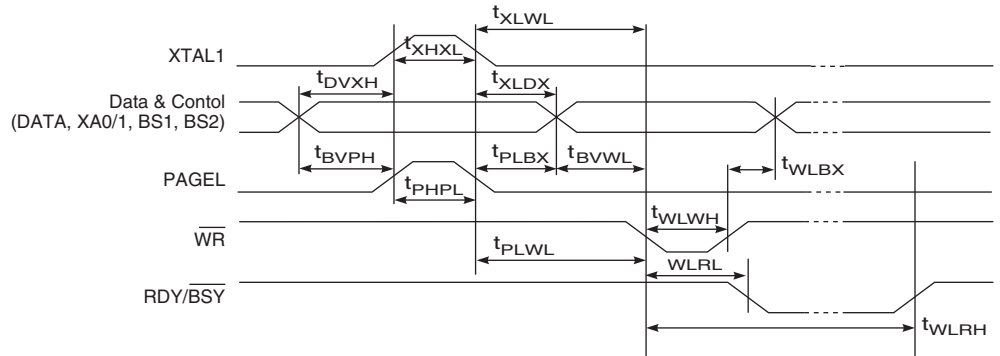 tXLWL
XTAL1
tXHXL
tDVXH
tXLDX
Data & Contol
(DATA, XA0/1, BS1, BS2)
tBVPH
tPLBX
tBVWL
tWLBX
PAGEL
tPHPL
tWLWH
WR
tPLWL
WLRL
RDY/BSY
tWLRH